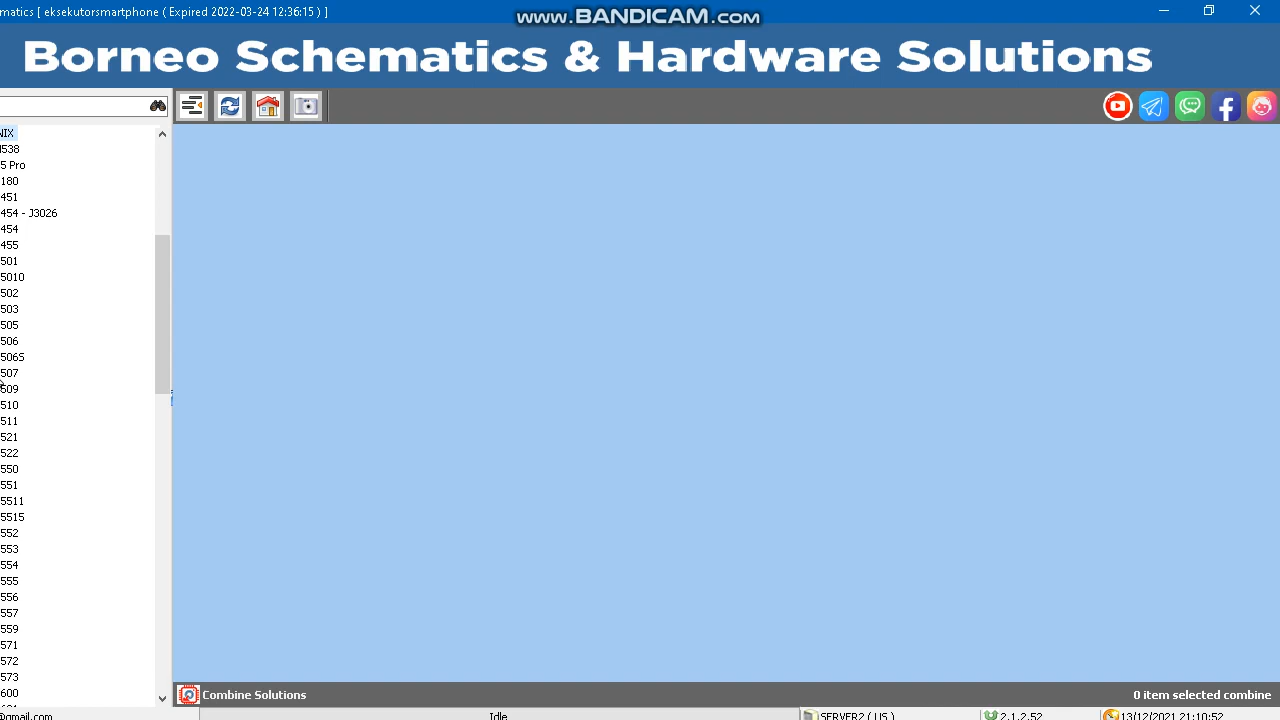 matics [ eksekutorsmartphone ( Expired 2022-03-24 12:36:15 ) ]
www.BANDICAM.com
Borneo Schematics & Hardware Solutions
NIX
J538
5 Pro
180
451
454 - J3026
454
455
501
5010
502
503
505
506
506S
507
509
510
511
521
522
550
551
5511
5515
552
553
554
555
556
557
559
571
572
573
600
Combine Solutions
0 item selected combine
@gmail.com
Idle
SERVER2 ( US )
2.1.2.52
13/12/2021 21:10:52